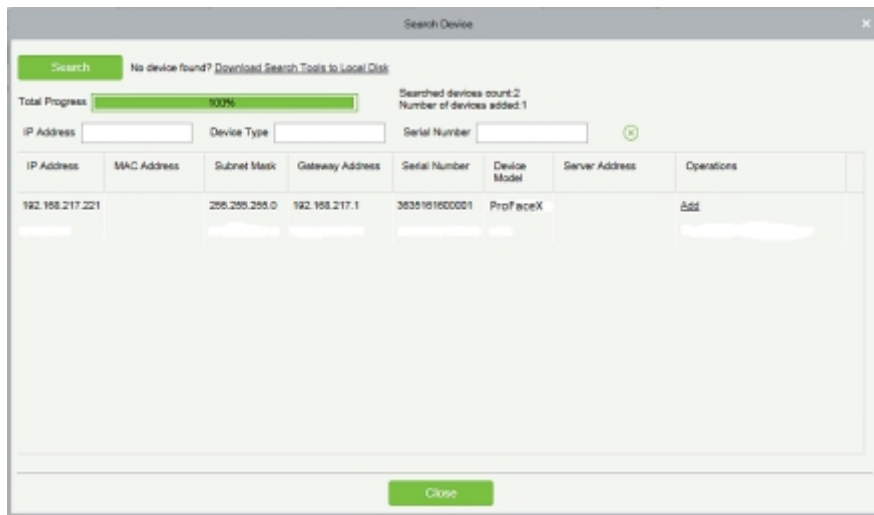 Search Device
Search No device found? Download Search Tools to Local Disk
Total Progress 100% Searched devices count:2
Number of devices added:1
IP Address Device Type Serial Number
IP Address MAC Address Subnet Mask Gateway Address Serial Number Device Model Server Address Operations
192.168.217.221 255.255.255.0 192.168.217.1 3635161600001 ProFaceX Add
Close